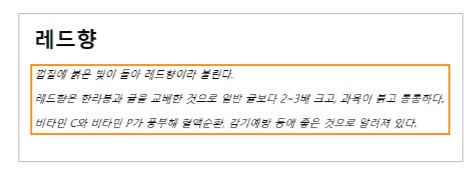 레드향
껍질에 붉은 빛이 돌아 레드향이라 불린다.
레드향은 한라봉과 귤을 교배한 것으로 일반 귤보다 2~3배 크고, 과육이 붉고 통통하다.
비타민 C와 비타민 P가 풍부해 혈액순환, 감기예방 등에 좋은 것으로 알려져 있다.